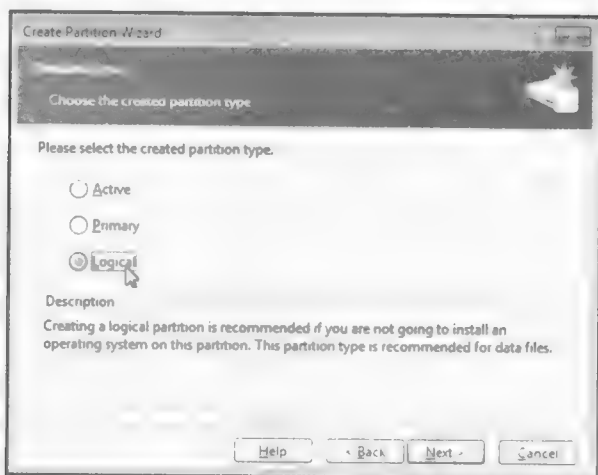 Create Partition Wizard
Choose the created partition type
Please select the created partition type.
Active
Primary
Logical
Description
Creating a logical partition is recommended if you are not going to install an
operating system on this partition. This partition type is recommended for data files.
Help
< Back
Next >
Cancel